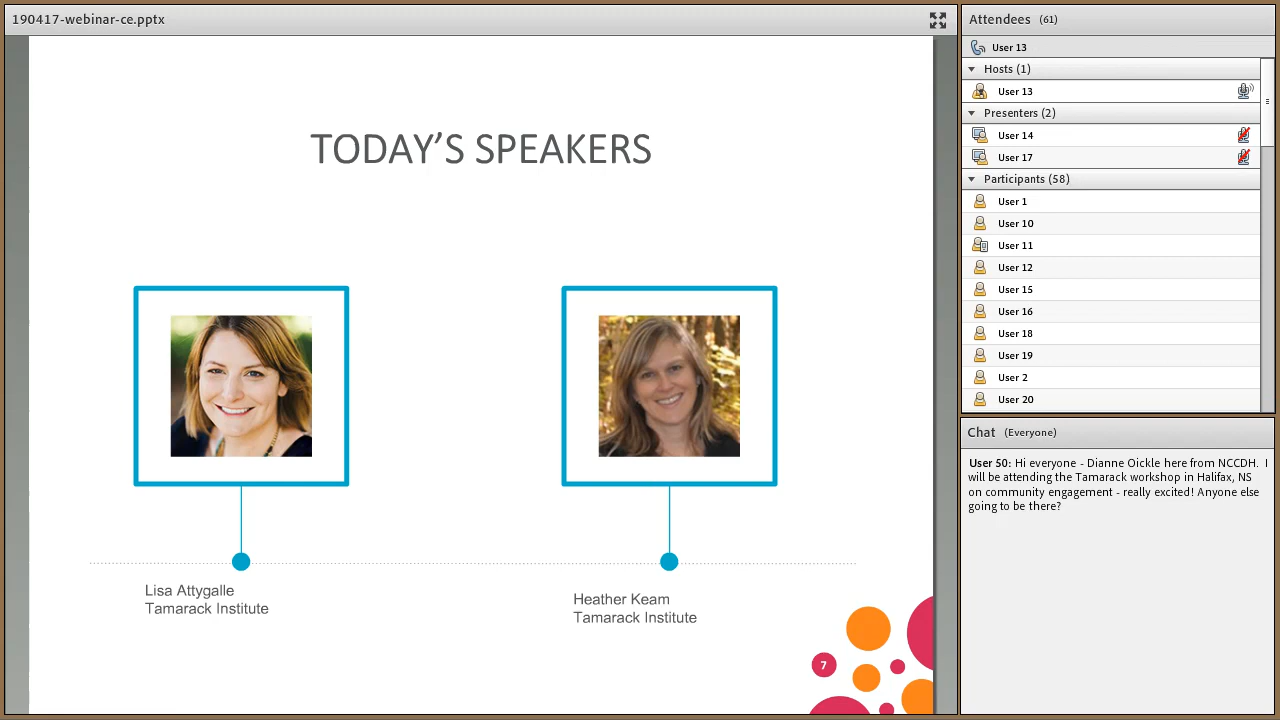 190417-webinar-ce.pptx
TODAY’S SPEAKERS
Lisa Attygalle
Tamarack Institute
Heather Keam
Tamarack Institute
7
Attendees (61)
User 13
Hosts (1)
User 13
Presenters (2)
User 14
User 17
Participants (58)
User 1
User 10
User 11
User 12
User 15
User 16
User 18
User 19
User 2
User 20
Chat (Everyone)
User 50: Hi everyone - Dianne Oickle here from NCCDH. I
will be attending the Tamarack workshop in Halifax, NS
on community engagement - really excited! Anyone else
going to be there?